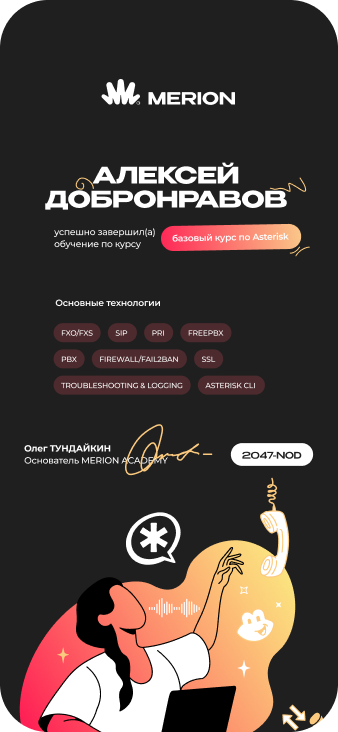 MERION
АЛЕКСЕЙ
ДОБРОНРАВОВ
успешно завершил(а)
обучение по курсу
базовый курс по Asterisk
Основные технологии
FXO/FXS SIP PRI FREEPBX
PBX FIREWALL/FAIL2BAN SSL
TROUBLESHOOTING & LOGGING ASTERISK CLI
Олег ТУНДАЙКИН
Основатель MERION ACADEMY
2047-NOD